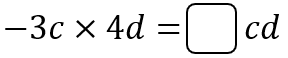 −3c × 4d = □ cd